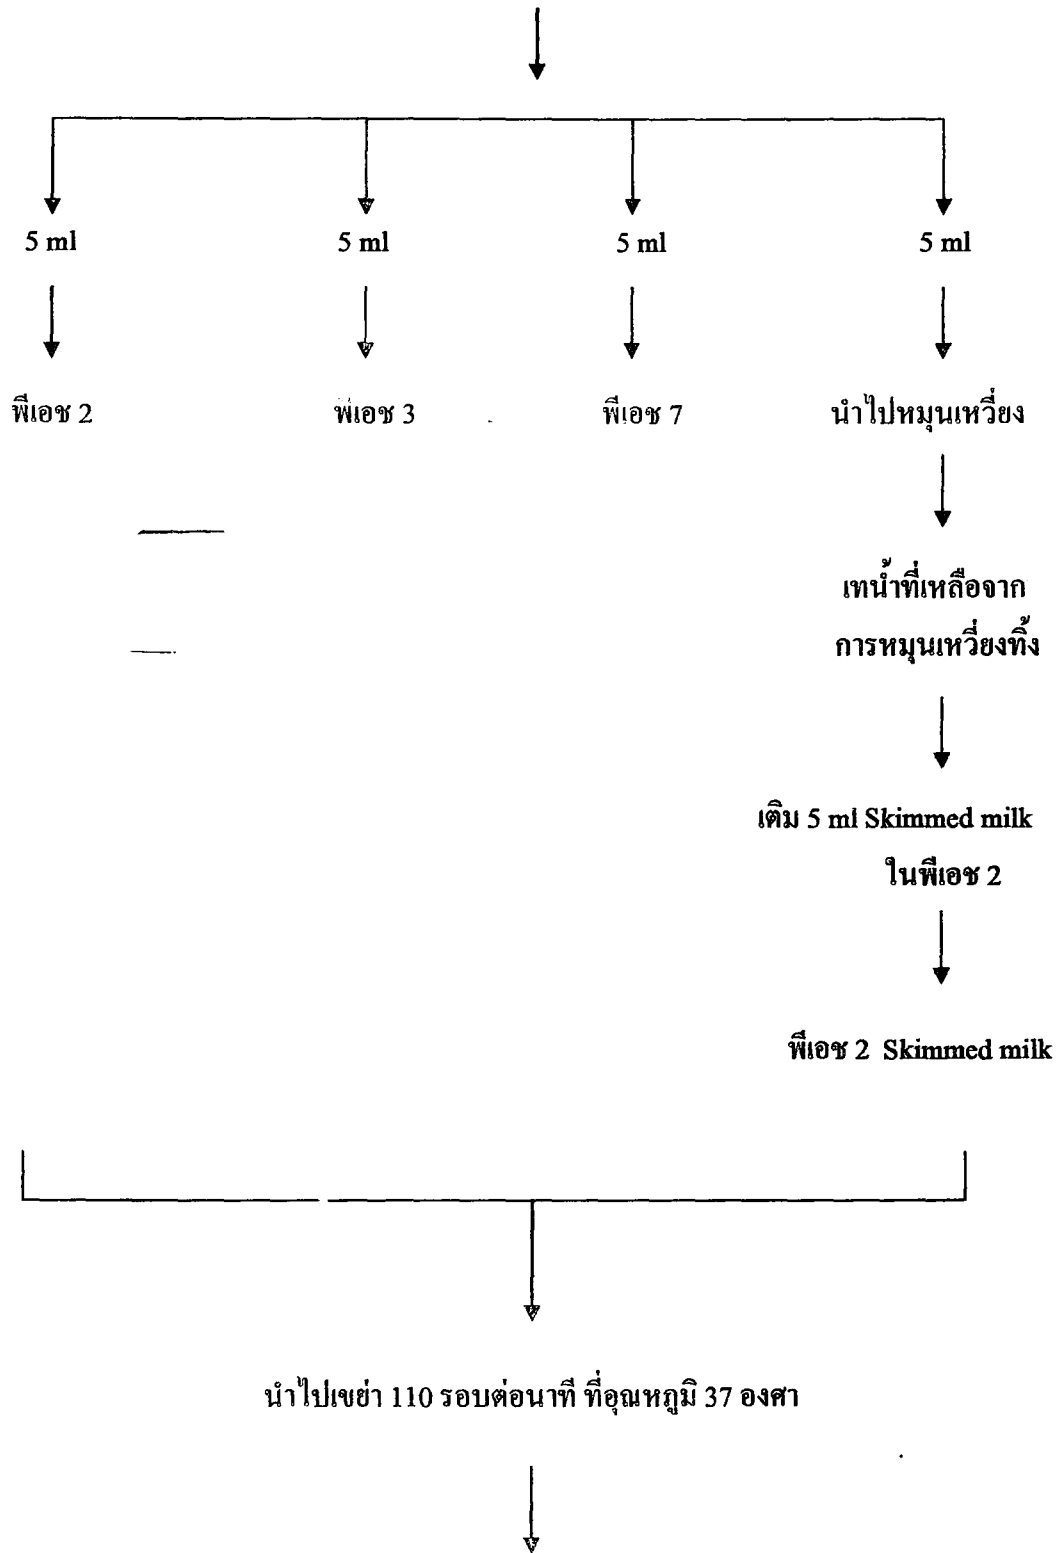 5 ml 5 ml 5 ml 5 ml
พีเอช 2 พีเอช 3 พีเอช 7 นำไปหมุนเหวี่ยง
เทน้ำที่เหลือจาก
การหมุนเหวี่ยงทิ้ง
เติม 5 ml Skimmed milk
ในพีเอช 2
พีเอช 2 Skimmed milk
นำไปเขย่า 110 รอบต่อนาที ที่อุณหภูมิ 37 องศา